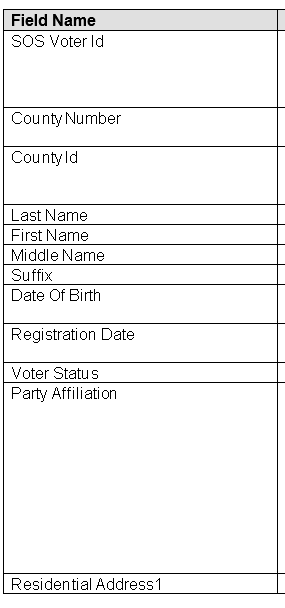 Field Name
SOS Voter Id
County Number
County Id
Last Name
First Name
Middle Name
Suffix
Date Of Birth
Registration Date
Voter Status
Party Affiliation
Residential Address1